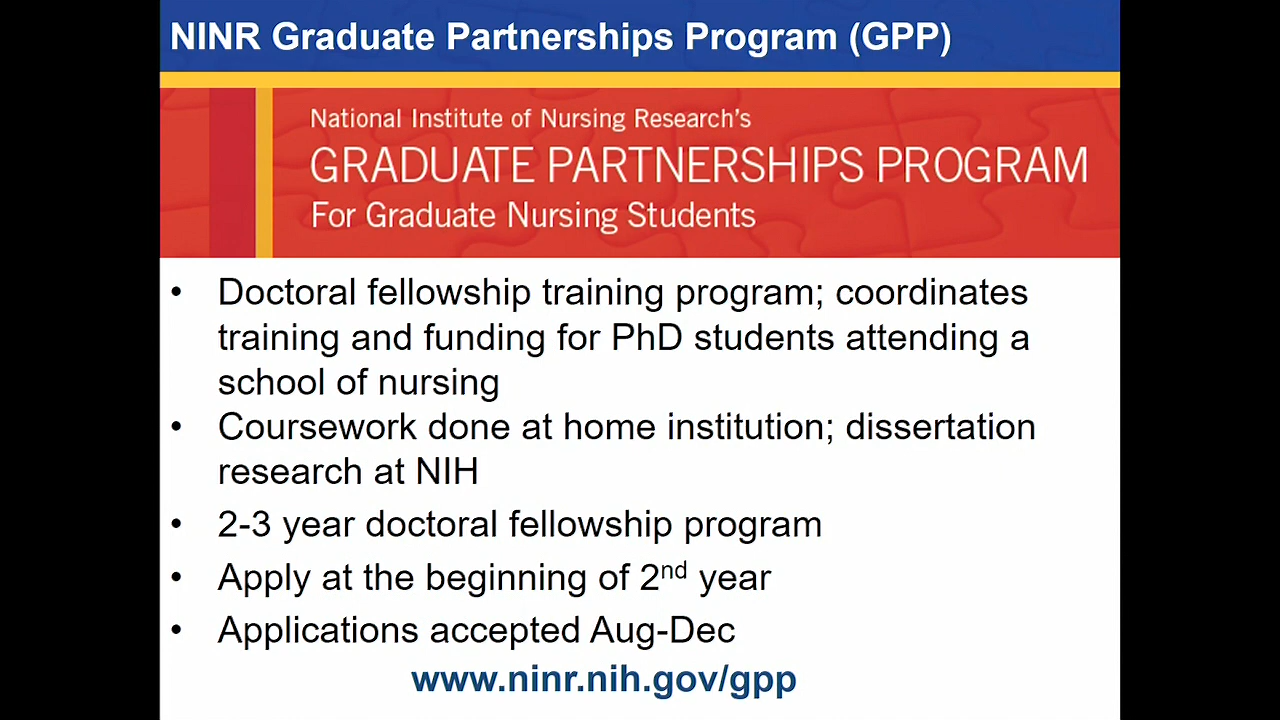 NINR Graduate Partnerships Program (GPP)
National Institute of Nursing Research's
GRADUATE PARTNERSHIPS PROGRAM
For Graduate Nursing Students
• Doctoral fellowship training program; coordinates
training and funding for PhD students attending a
school of nursing
• Coursework done at home institution; dissertation
research at NIH
• 2-3 year doctoral fellowship program
• Apply at the beginning of 2nd year
• Applications accepted Aug-Dec
www.ninr.nih.gov/gpp